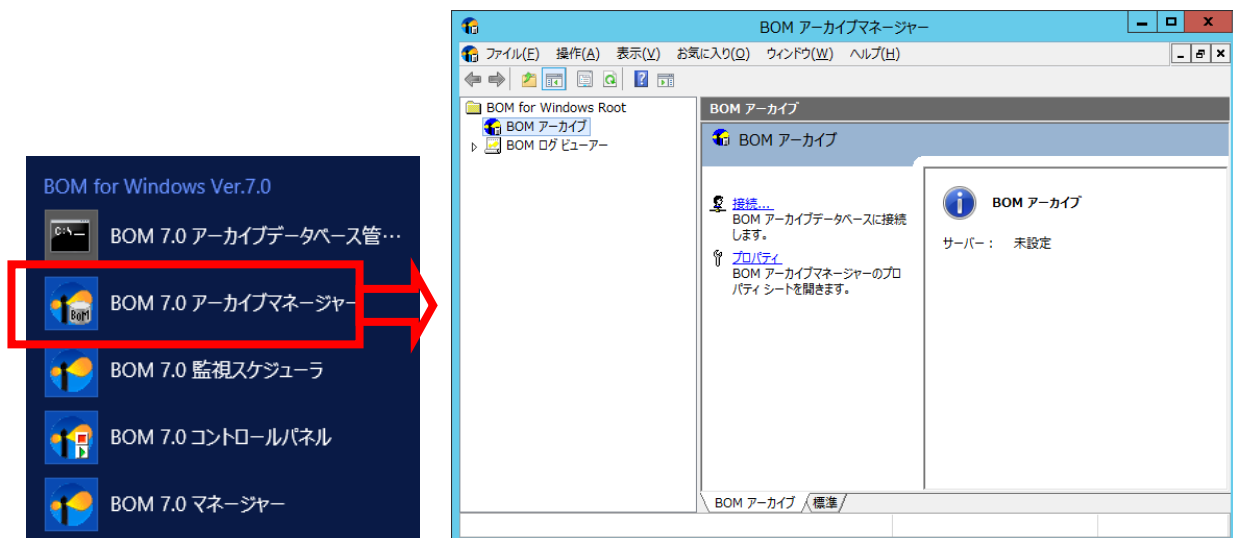 BOM for Windows Ver.7.0
BOM 7.0 アーカイブデータベース管…
BOM 7.0 アーカイブマネージャー
BOM 7.0 監視スケジューラ
BOM 7.0 コントロールパネル
BOM 7.0 マネージャー
BOM アーカイブマネージャー
ファイル(F) 操作(A) 表示(V) お気に入り(O) ウィンドウ(W) ヘルプ(H)
BOM for Windows Root
BOM アーカイブ
BOM ログ ビューアー
BOM アーカイブ
BOM アーカイブ
接続...
BOM アーカイブデータベースに接続
します。
プロパティ
BOM アーカイブマネージャーのプロ
パティ シートを開きます。
BOM アーカイブ
サーバー： 未設定
BOM アーカイブ 標準